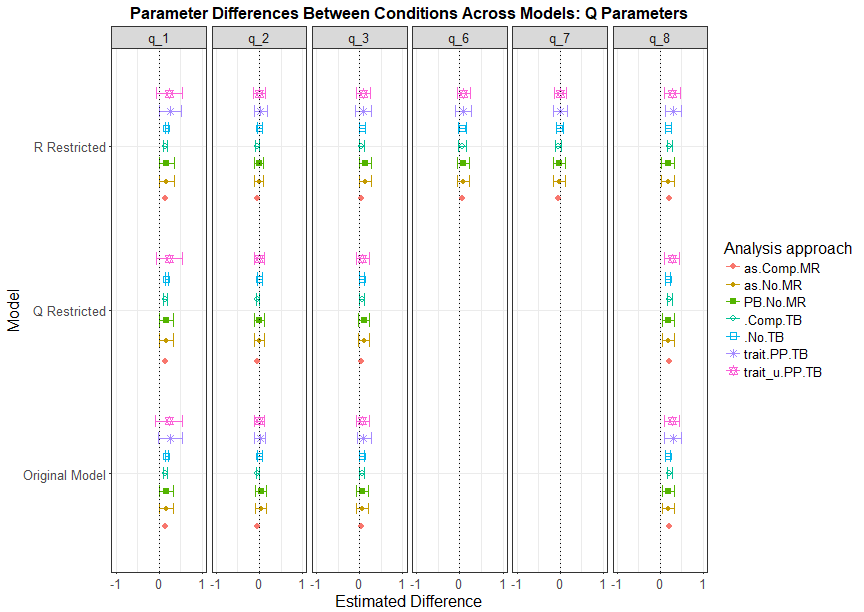 Parameter Differences Between Conditions Across Models: Q Parameters
q_1 q_2 q_3 q_6 q_7 q_8
Model
R Restricted
Q Restricted
Original Model
-1 0 1 -1 0 1 -1 0 1 -1 0 1 -1 0 1 -1 0 1
Estimated Difference
Analysis approach
as.Comp.MR
as.No.MR
PB.No.MR
.Comp.TB
.No.TB
trait.PP.TB
trait_u.PP.TB